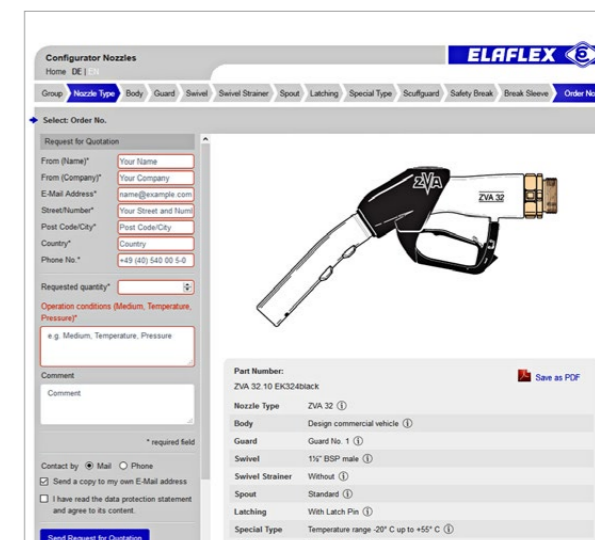 Configurator Nozzles
ELAFLEX
Home DE | EN
Group Nozzle Type Body Guard Swivel Swivel Strainer Spout Latching Special Type Scuffguard Safety Break Break Sleeve Order No
Select: Order No.
Request for Quotation
From (Name)* Your Name
From (Company)* Your Company
E-Mail Address* name@example.com
Street/Number* Your Street and Numl
Post Code/City* Post Code/City
Country* Country
Phone No.* +49 (40) 540 00 5-0
Requested quantity*
Operation conditions (Medium, Temperature,
Pressure)*
e.g. Medium, Temperature, Pressure
Comment
Comment
* required field
Contact by Mail Phone
Send a copy to my own E-Mail address
I have read the data protection statement
and agree to its content.
Send Request for Quotation
ZVA
ZVA 32
Part Number:
Save as PDF
ZVA 32.10 EK324black
Nozzle Type ZVA 32
Body Design commercial vehicle
Guard Guard No. 1
Swivel 1½" BSP male
Swivel Strainer Without
Spout Standard
Latching With Latch Pin
Special Type Temperature range -20° C up to +55° C